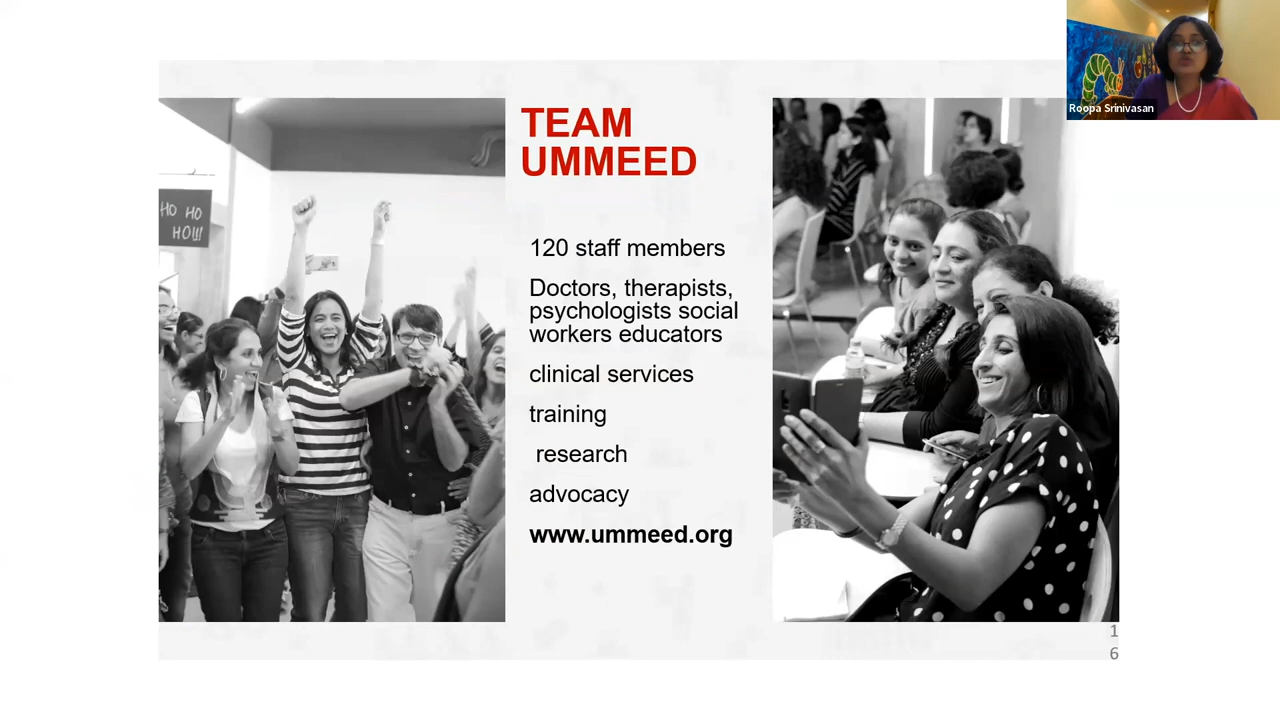 Roopa Srinivasan
TEAM
UMMEED
HO HO
HO!!!
120 staff members
Doctors, therapists,
psychologists social
workers educators
clinical services
training
research
advocacy
www.ummeed.org
1
6